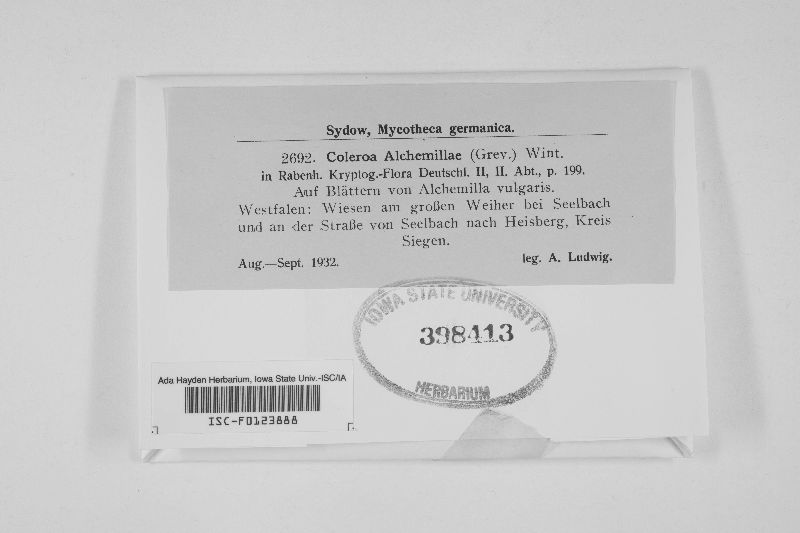 Sydow, Mycotheca germanica.
2692. Coleroa Alchemillae (Grev.) Wint.
in Rabenh. Kryptog.-Flora Deutschl. II, II. Abt., p. 199.
Auf Blättern von Alchemilla vulgaris.
Westfalen: Wiesen am großen Weiher bei Seelbach
und an der Straße von Seelbach nach Heisberg, Kreis
Siegen.
Aug.—Sept. 1932. leg. A. Ludwig.
IOWA STATE UNIVERSITY
398413
HERBARIUM
Ada Hayden Herbarium, Iowa State Univ.-ISC/IA
ISC-F0123888